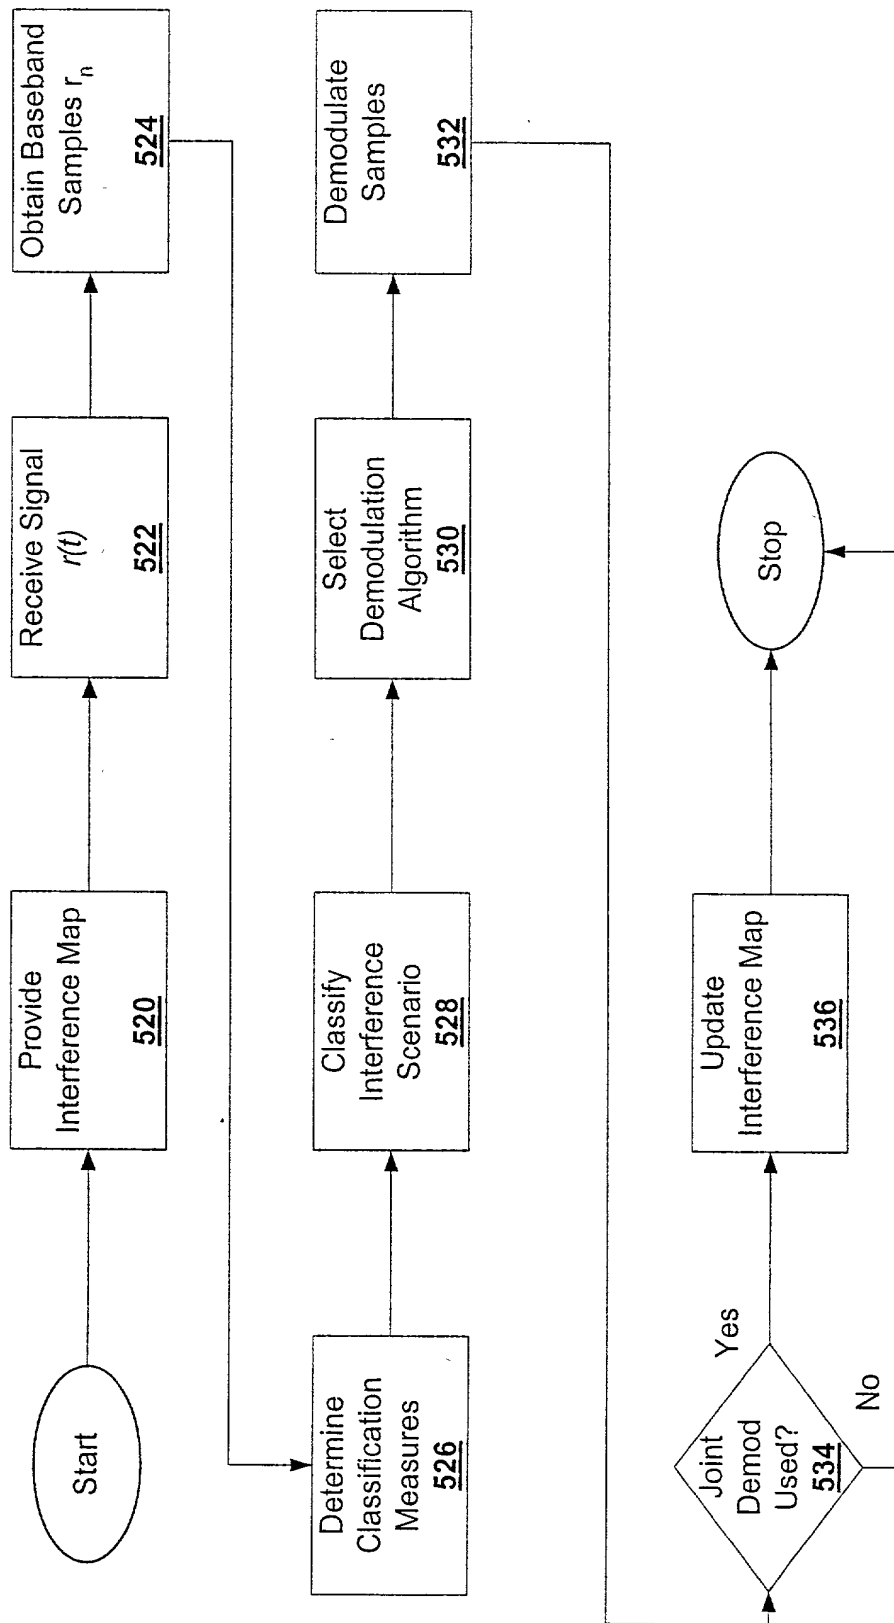 Start
Provide
Interference Map
520
Receive Signal
r(t)
522
Obtain Baseband
Samples rn
524
Determine
Classification
Measures
526
Classify
Interference
Scenario
528
Select
Demodulation
Algorithm
530
Demodulate
Samples
532
Joint
Demod
Used?
534
Yes
No
Update
Interference Map
536
Stop